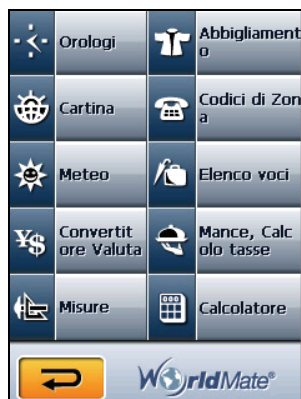 Orologi
Abbigliament
o
Cartina
Codici di Zon
a
Meteo
Elenco voci
Convertit
ore Valuta
Mance, Calc
olo tasse
Misure
Calcolatore
WorldMate®